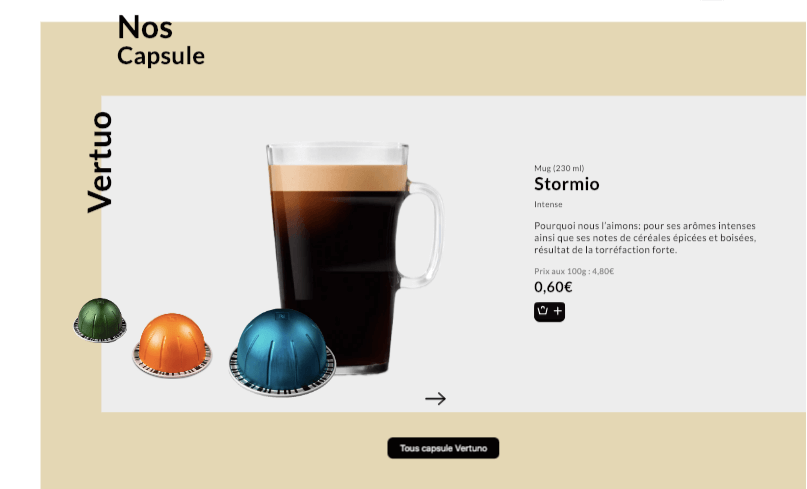 Nos
Capsule
Vertuo
Mug (230 ml)
Stormio
Intense
Pourquoi nous l'aimons: pour ses arômes intenses
ainsi que ses notes de céréales épicées et boisées,
résultat de la torréfaction forte.
Prix aux 100g : 4,80€
0,60€
Tous capsule Vertuno